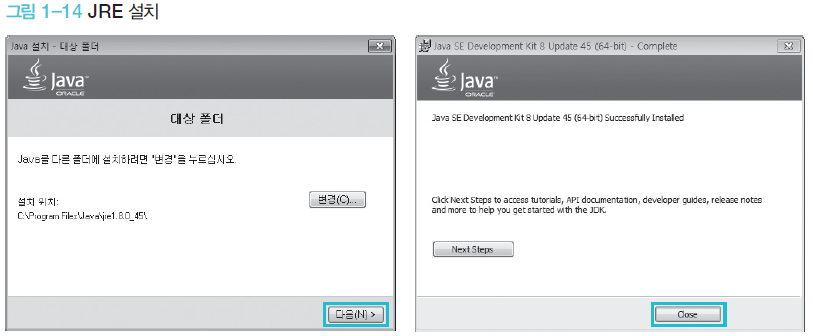 그림 1-14 JRE 설치
Java 설치 - 대상 폴더
Java™
ORACLE
대상 폴더
Java를 다른 폴더에 설치하려면 "변경"을 누르십시오.
설치 위치:
변경(C)...
C:\Program Files\Java\jre1.8.0_45\
다음(N) >
Java SE Development Kit 8 Update 45 (64-bit) - Complete
Java™
ORACLE
Java SE Development Kit 8 Update 45 (64-bit) Successfully Installed
Click Next Steps to access tutorials, API documentation, developer guides, release notes
and more to help you get started with the JDK.
Next Steps
Close